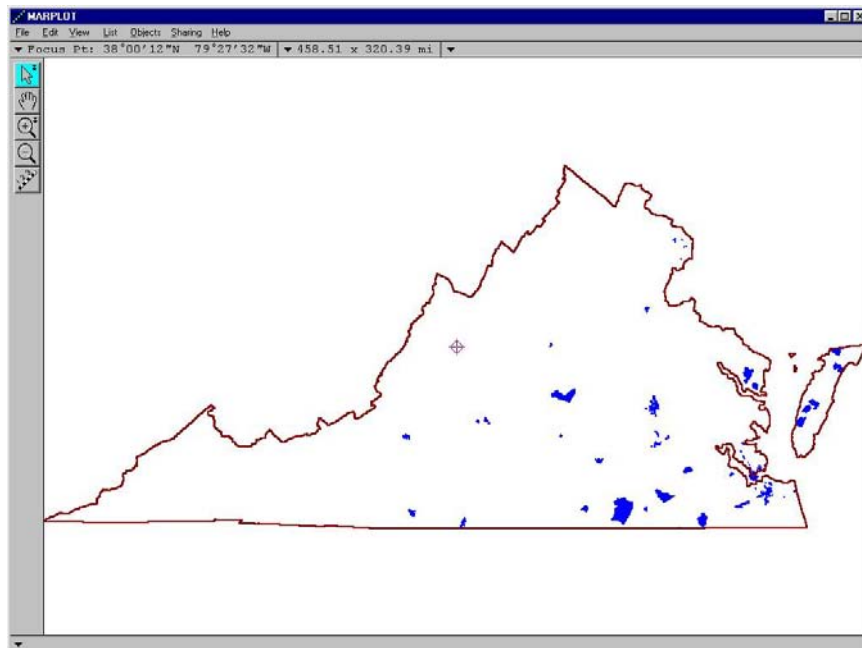 MARPLOT
File Edit View List Objects Sharing Help
Focus Pt: 38°00'12"N 79°27'32"W 458.51 x 320.39 mi